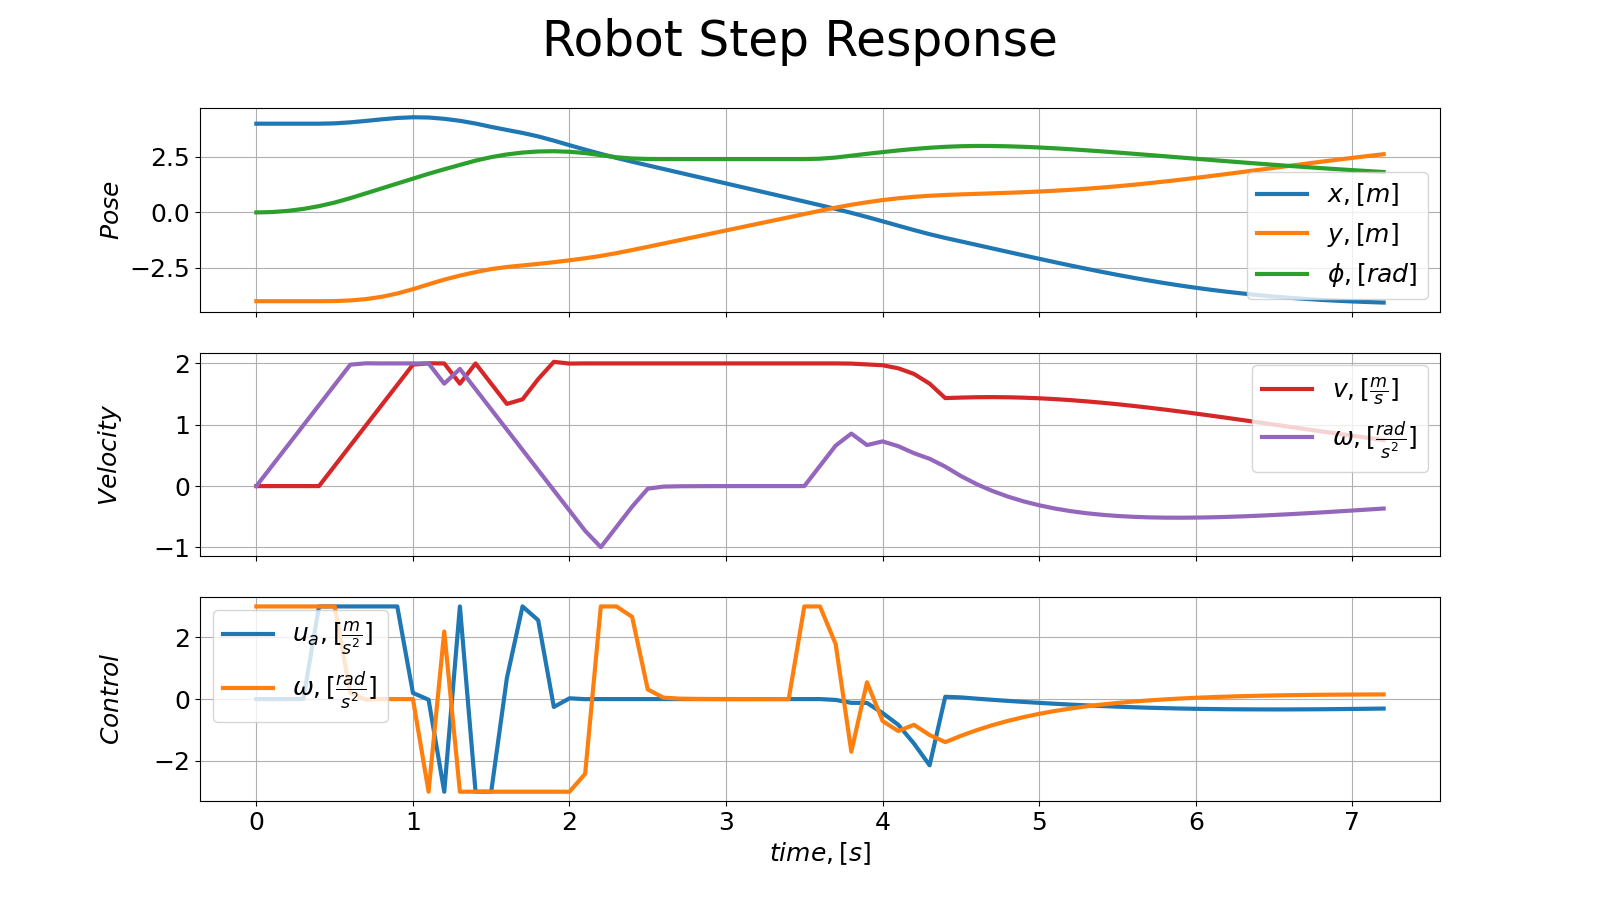 Robot Step Response
Pose
2.5
0.0
−2.5
x, [m]
y, [m]
ϕ, [rad]
Velocity
2
1
0
−1
v, [m/s]
ω, [rad/s²]
Control
2
0
−2
u_a, [m/s²]
ω, [rad/s²]
0 1 2 3 4 5 6 7
time, [s]